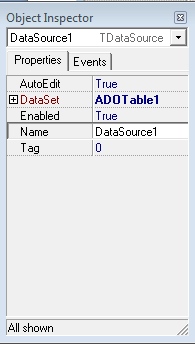 Object Inspector
DataSource1 TDataSource
Properties Events
AutoEdit True
DataSet ADOTable1
Enabled True
Name DataSource1
Tag 0
All shown